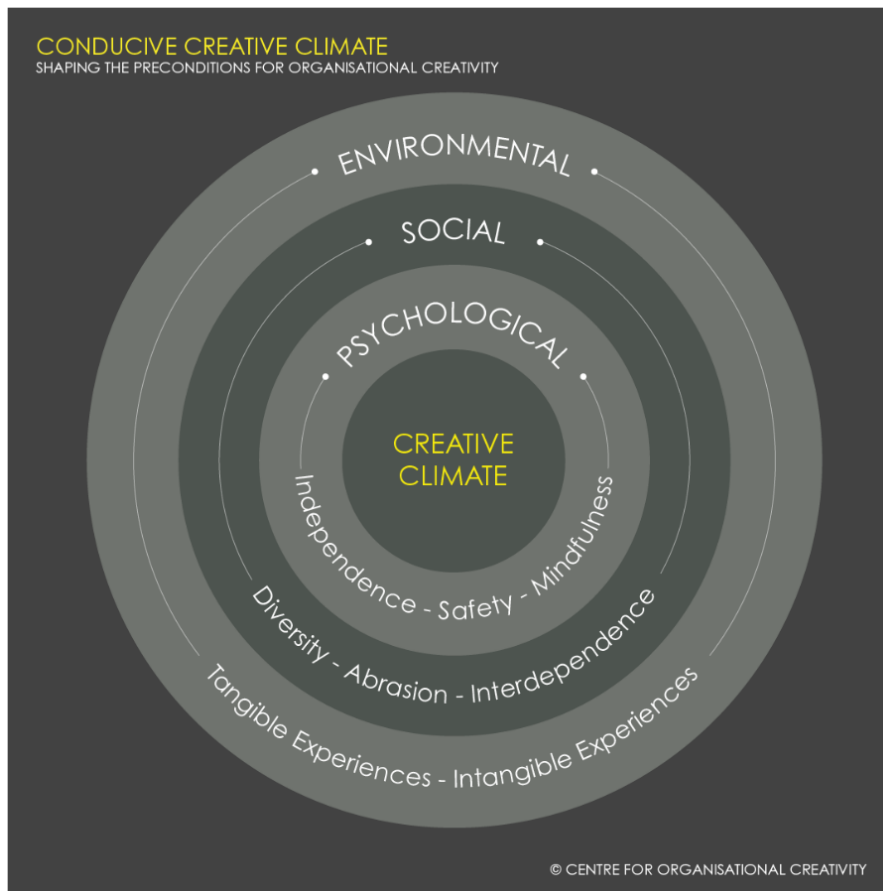 CONDUCIVE CREATIVE CLIMATE
SHAPING THE PRECONDITIONS FOR ORGANISATIONAL CREATIVITY
ENVIRONMENTAL
SOCIAL
PSYCHOLOGICAL
CREATIVE
CLIMATE
Independence - Safety - Mindfulness
Diversity - Abrasion - Interdependence
Tangible Experiences - Intangible Experiences
© CENTRE FOR ORGANISATIONAL CREATIVITY